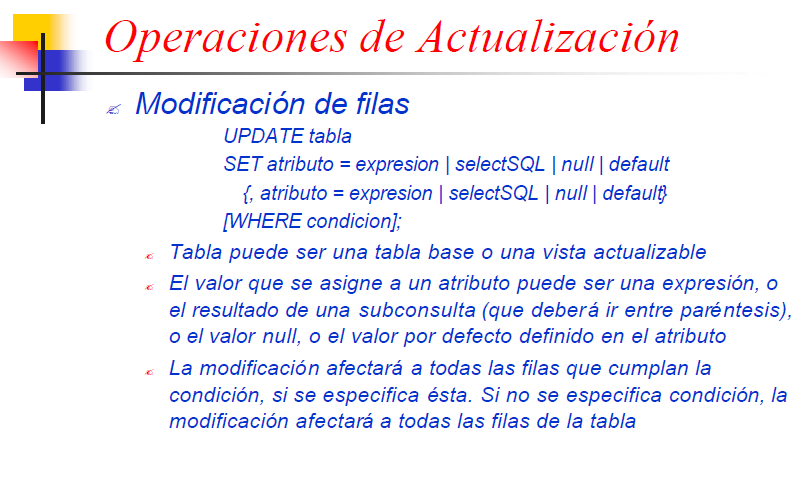 Operaciones de Actualización
Modificación de filas
UPDATE tabla
SET atributo = expresion | selectSQL | null | default
{, atributo = expresion | selectSQL | null | default}
[WHERE condicion];
Tabla puede ser una tabla base o una vista actualizable
El valor que se asigne a un atributo puede ser una expresión, o
el resultado de una subconsulta (que deberá ir entre paréntesis),
o el valor null, o el valor por defecto definido en el atributo
La modificación afectará a todas las filas que cumplan la
condición, si se especifica ésta. Si no se especifica condición, la
modificación afectará a todas las filas de la tabla